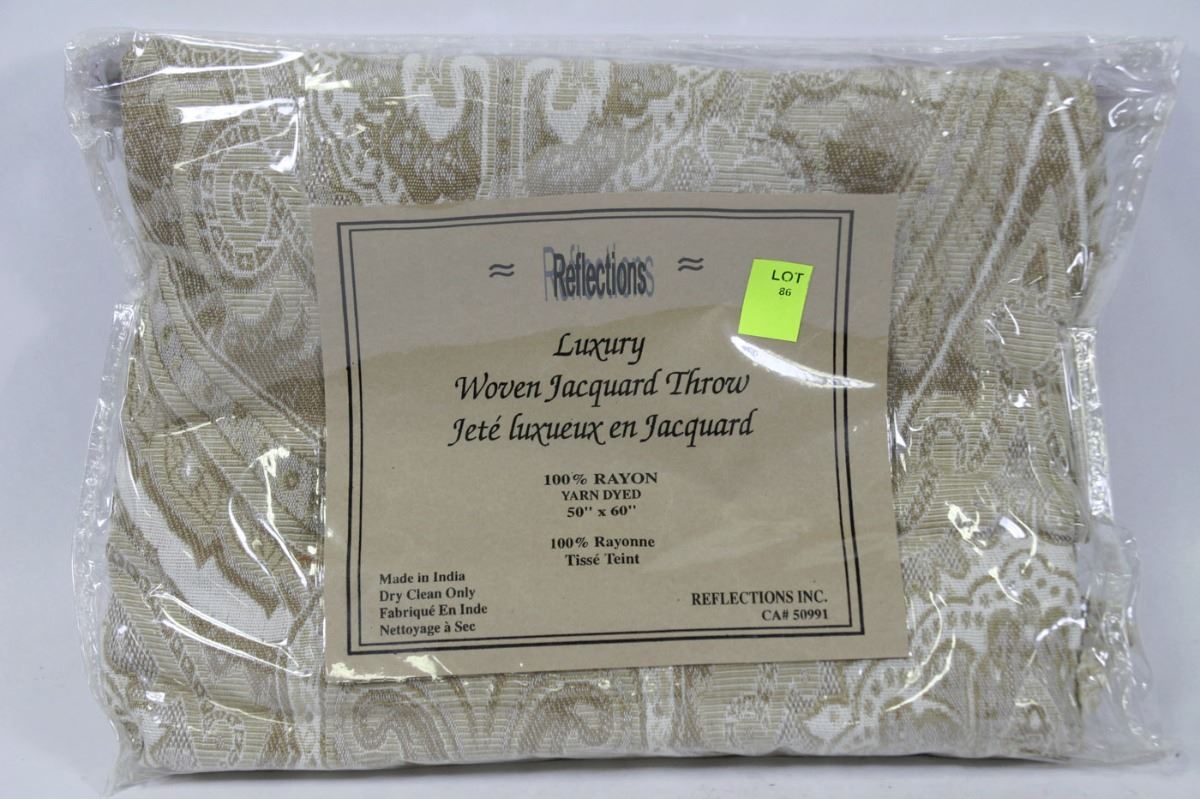 ≈ Réflections ≈
LOT
86
Luxury
Woven Jacquard Throw
Jeté luxueux en Jacquard
100% RAYON
YARN DYED
50" x 60"
100% Rayonne
Tissé Teint
Made in India
Dry Clean Only
Fabriqué En Inde
Nettoyage à Sec
REFLECTIONS INC.
CA# 50991